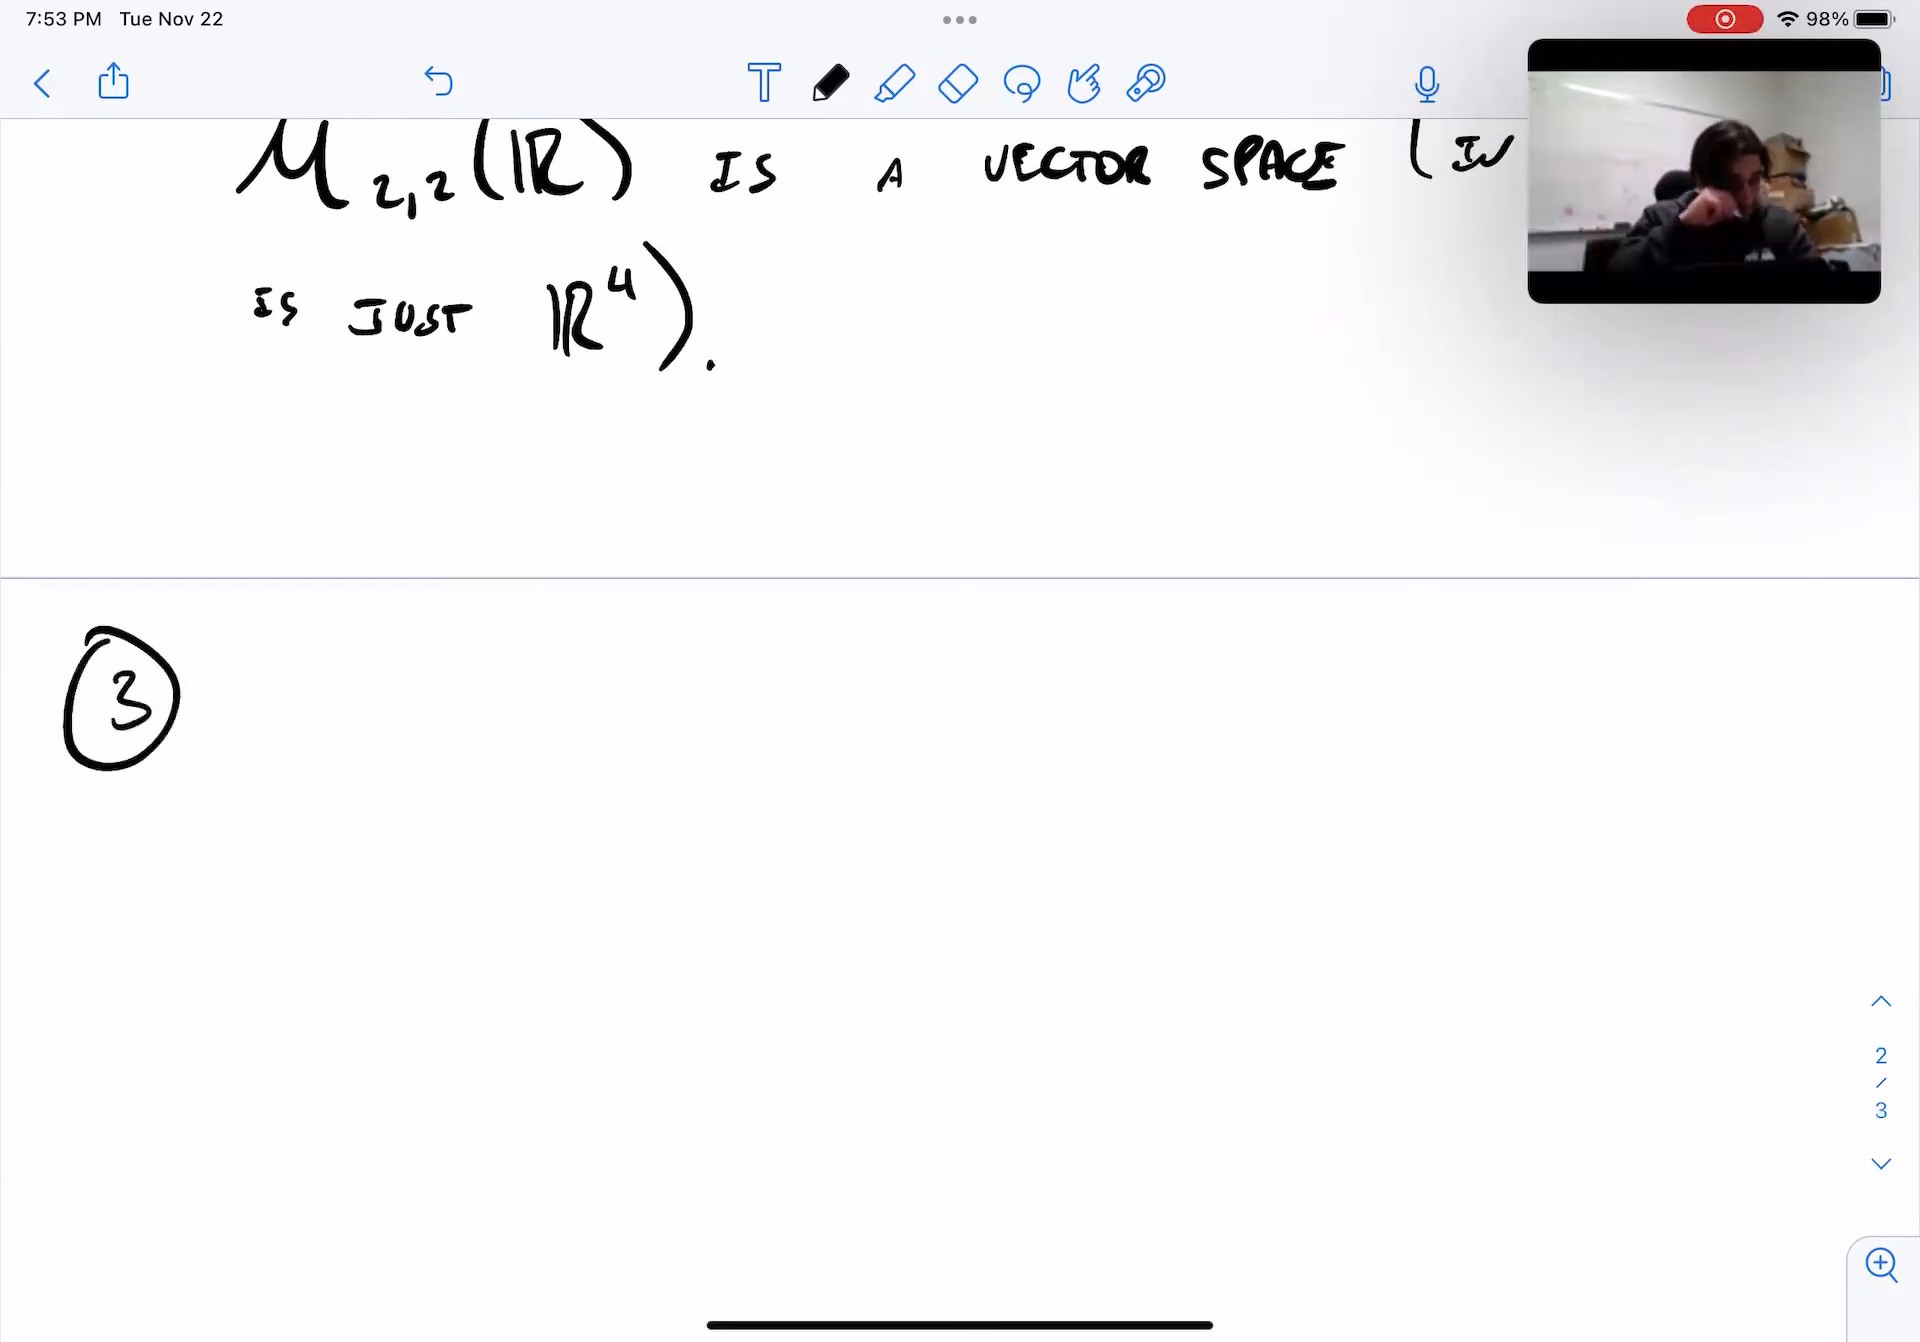 7:53 PM Tue Nov 22
98%
M₂,₂(ℝ) IS A VECTOR SPACE (IN
IS JUST ℝ⁴).
3
2
/
3